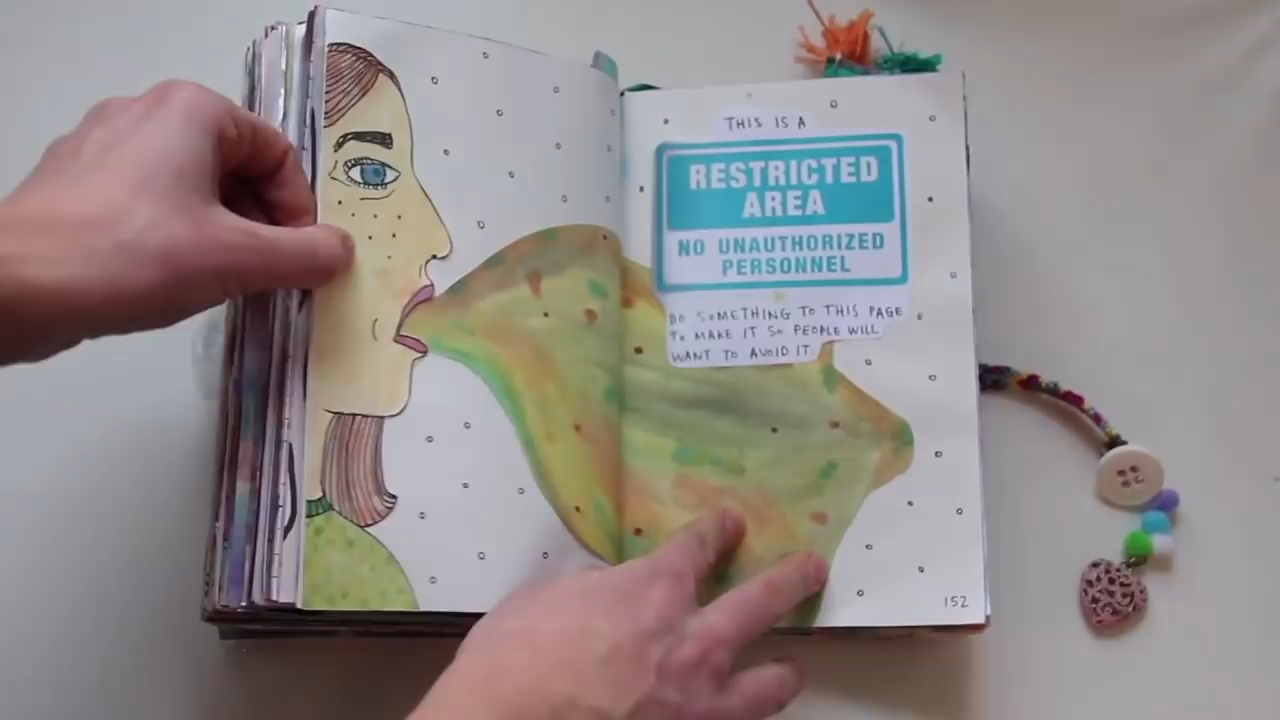 THIS IS A
RESTRICTED
AREA
NO UNAUTHORIZED
PERSONNEL
DO SOMETHING TO THIS PAGE
TO MAKE IT SO PEOPLE WILL
WANT TO AVOID IT
152